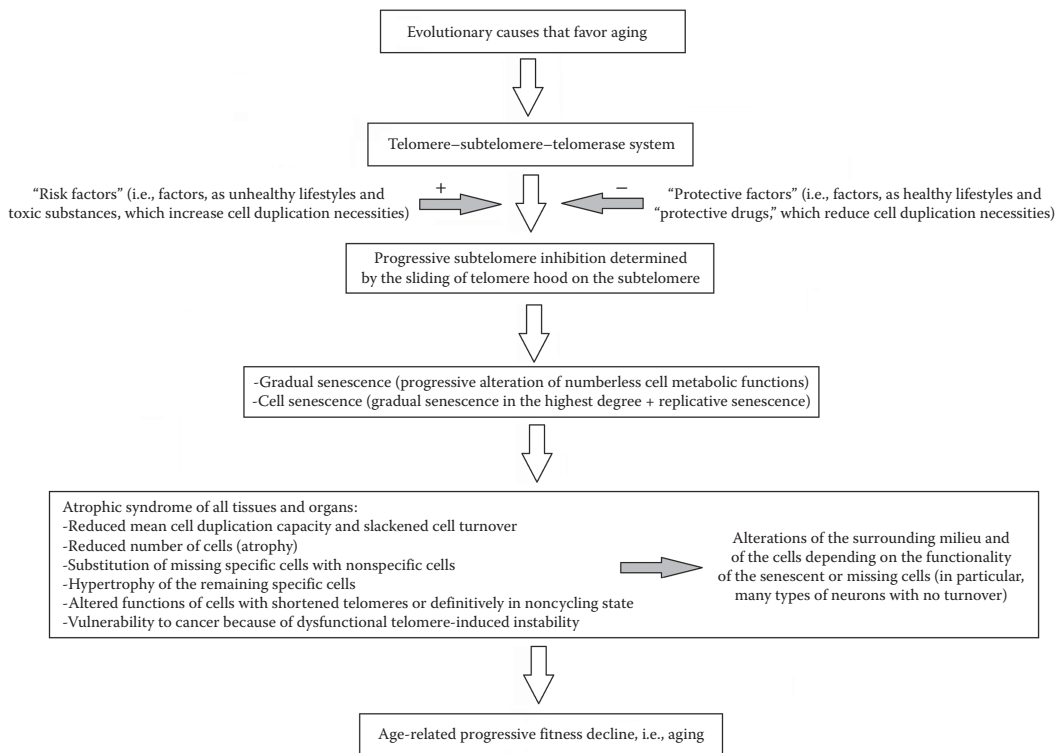 Evolutionary causes that favor aging
Telomere–subtelomere–telomerase system
“Risk factors” (i.e., factors, as unhealthy lifestyles and
toxic substances, which increase cell duplication necessities)
+
–
“Protective factors” (i.e., factors, as healthy lifestyles and
“protective drugs,” which reduce cell duplication necessities)
Progressive subtelomere inhibition determined
by the sliding of telomere hood on the subtelomere
-Gradual senescence (progressive alteration of numberless cell metabolic functions)
-Cell senescence (gradual senescence in the highest degree + replicative senescence)
Atrophic syndrome of all tissues and organs:
-Reduced mean cell duplication capacity and slackened cell turnover
-Reduced number of cells (atrophy)
-Substitution of missing specific cells with nonspecific cells
-Hypertrophy of the remaining specific cells
-Altered functions of cells with shortened telomeres or definitively in noncycling state
-Vulnerability to cancer because of dysfunctional telomere-induced instability
Alterations of the surrounding milieu and
of the cells depending on the functionality
of the senescent or missing cells (in particular,
many types of neurons with no turnover)
Age-related progressive fitness decline, i.e., aging